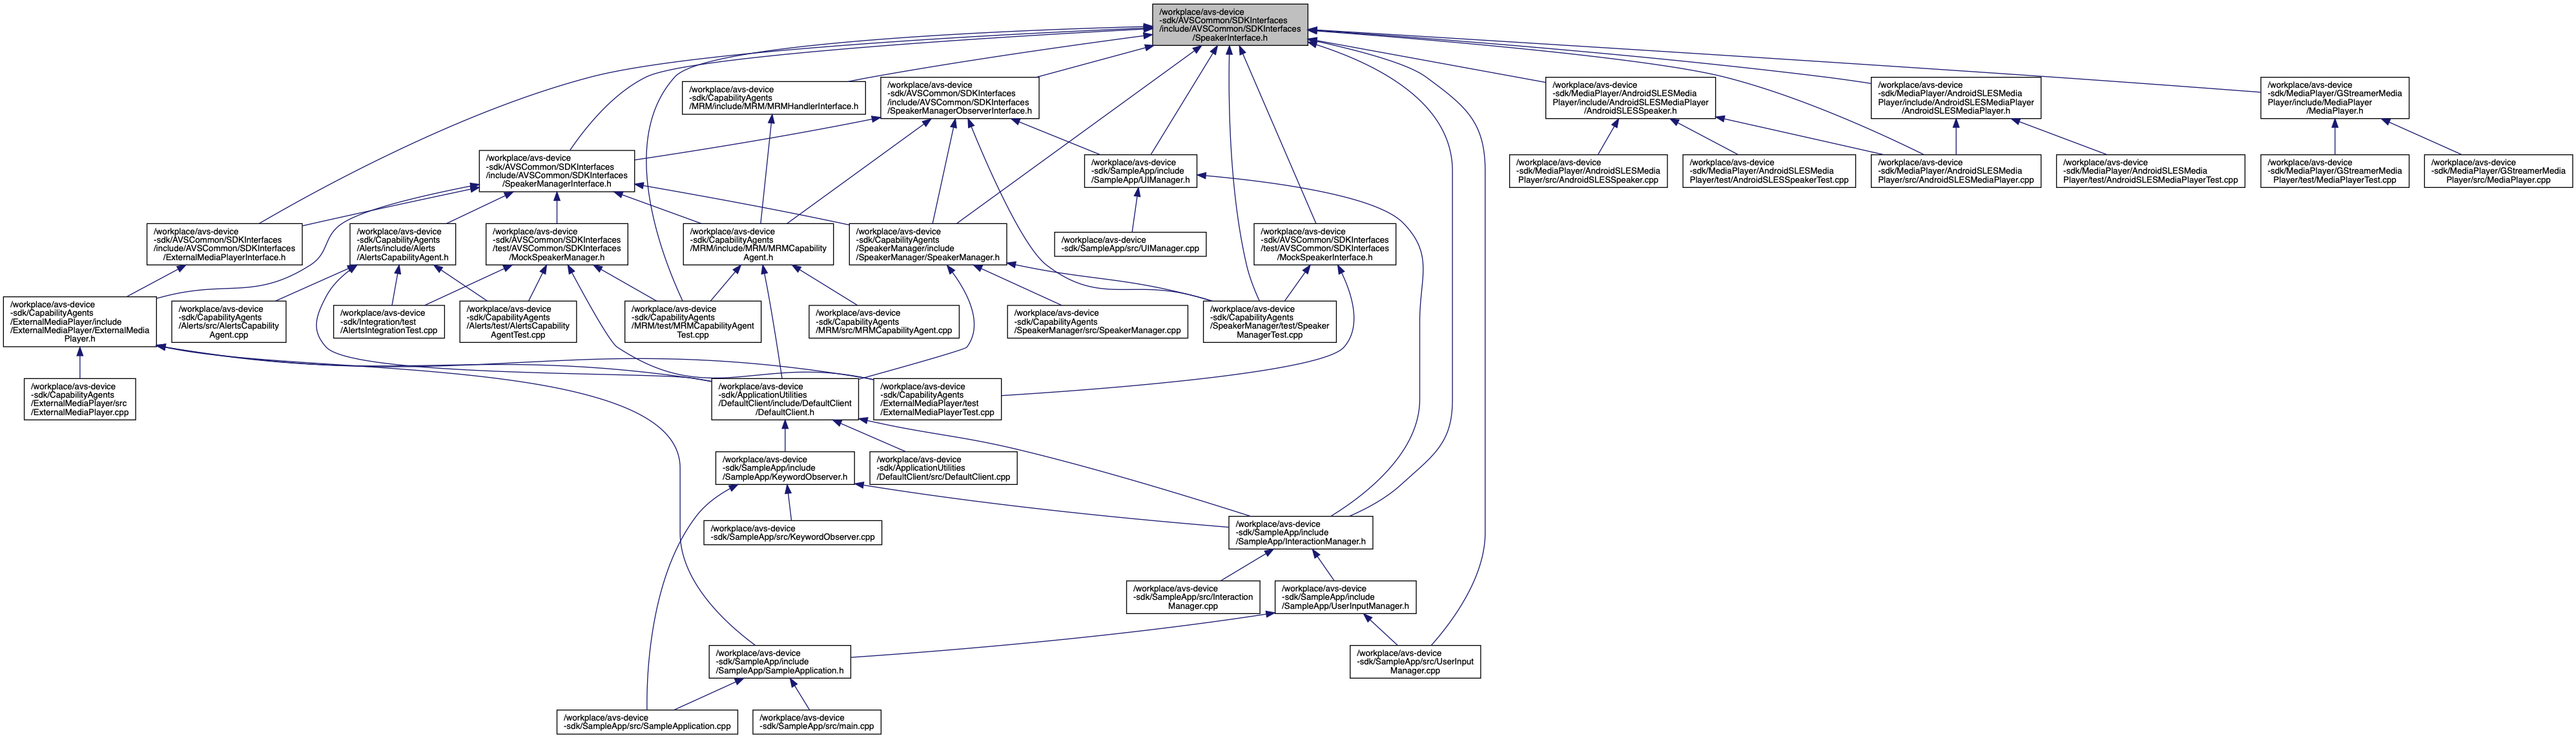 /workplace/avs-device
-sdk/AVSCommon/SDKInterfaces
/include/AVSCommon/SDKInterfaces
/SpeakerInterface.h
/workplace/avs-device
-sdk/CapabilityAgents
/MRM/include/MRM/MRMHandlerInterface.h
/workplace/avs-device
-sdk/AVSCommon/SDKInterfaces
/include/AVSCommon/SDKInterfaces
/SpeakerManagerObserverInterface.h
/workplace/avs-device
-sdk/MediaPlayer/AndroidSLESMedia
Player/include/AndroidSLESMediaPlayer
/AndroidSLESSpeaker.h
/workplace/avs-device
-sdk/MediaPlayer/AndroidSLESMedia
Player/include/AndroidSLESMediaPlayer
/AndroidSLESMediaPlayer.h
/workplace/avs-device
-sdk/MediaPlayer/GStreamerMedia
Player/include/MediaPlayer
/MediaPlayer.h
/workplace/avs-device
-sdk/AVSCommon/SDKInterfaces
/include/AVSCommon/SDKInterfaces
/SpeakerManagerInterface.h
/workplace/avs-device
-sdk/SampleApp/include
/SampleApp/UIManager.h
/workplace/avs-device
-sdk/MediaPlayer/AndroidSLESMedia
Player/src/AndroidSLESSpeaker.cpp
/workplace/avs-device
-sdk/MediaPlayer/AndroidSLESMedia
Player/test/AndroidSLESSpeakerTest.cpp
/workplace/avs-device
-sdk/MediaPlayer/AndroidSLESMedia
Player/src/AndroidSLESMediaPlayer.cpp
/workplace/avs-device
-sdk/MediaPlayer/AndroidSLESMedia
Player/test/AndroidSLESMediaPlayerTest.cpp
/workplace/avs-device
-sdk/MediaPlayer/GStreamerMedia
Player/test/MediaPlayerTest.cpp
/workplace/avs-device
-sdk/MediaPlayer/GStreamerMedia
Player/src/MediaPlayer.cpp
/workplace/avs-device
-sdk/AVSCommon/SDKInterfaces
/include/AVSCommon/SDKInterfaces
/ExternalMediaPlayerInterface.h
/workplace/avs-device
-sdk/CapabilityAgents
/Alerts/include/Alerts
/AlertsCapabilityAgent.h
/workplace/avs-device
-sdk/AVSCommon/SDKInterfaces
/test/AVSCommon/SDKInterfaces
/MockSpeakerManager.h
/workplace/avs-device
-sdk/CapabilityAgents
/MRM/include/MRM/MRMCapability
Agent.h
/workplace/avs-device
-sdk/CapabilityAgents
/SpeakerManager/include
/SpeakerManager/SpeakerManager.h
/workplace/avs-device
-sdk/SampleApp/src/UIManager.cpp
/workplace/avs-device
-sdk/AVSCommon/SDKInterfaces
/test/AVSCommon/SDKInterfaces
/MockSpeakerInterface.h
/workplace/avs-device
-sdk/CapabilityAgents
/ExternalMediaPlayer/include
/ExternalMediaPlayer/ExternalMedia
Player.h
/workplace/avs-device
-sdk/CapabilityAgents
/Alerts/src/AlertsCapability
Agent.cpp
/workplace/avs-device
-sdk/Integration/test
/AlertsIntegrationTest.cpp
/workplace/avs-device
-sdk/CapabilityAgents
/Alerts/test/AlertsCapability
AgentTest.cpp
/workplace/avs-device
-sdk/CapabilityAgents
/MRM/test/MRMCapabilityAgent
Test.cpp
/workplace/avs-device
-sdk/CapabilityAgents
/MRM/src/MRMCapabilityAgent.cpp
/workplace/avs-device
-sdk/CapabilityAgents
/SpeakerManager/src/SpeakerManager.cpp
/workplace/avs-device
-sdk/CapabilityAgents
/SpeakerManager/test/Speaker
ManagerTest.cpp
/workplace/avs-device
-sdk/CapabilityAgents
/ExternalMediaPlayer/src
/ExternalMediaPlayer.cpp
/workplace/avs-device
-sdk/ApplicationUtilities
/DefaultClient/include/DefaultClient
/DefaultClient.h
/workplace/avs-device
-sdk/CapabilityAgents
/ExternalMediaPlayer/test
/ExternalMediaPlayerTest.cpp
/workplace/avs-device
-sdk/SampleApp/include
/SampleApp/KeywordObserver.h
/workplace/avs-device
-sdk/ApplicationUtilities
/DefaultClient/src/DefaultClient.cpp
/workplace/avs-device
-sdk/SampleApp/src/KeywordObserver.cpp
/workplace/avs-device
-sdk/SampleApp/include
/SampleApp/InteractionManager.h
/workplace/avs-device
-sdk/SampleApp/src/Interaction
Manager.cpp
/workplace/avs-device
-sdk/SampleApp/include
/SampleApp/UserInputManager.h
/workplace/avs-device
-sdk/SampleApp/include
/SampleApp/SampleApplication.h
/workplace/avs-device
-sdk/SampleApp/src/UserInput
Manager.cpp
/workplace/avs-device
-sdk/SampleApp/src/SampleApplication.cpp
/workplace/avs-device
-sdk/SampleApp/src/main.cpp